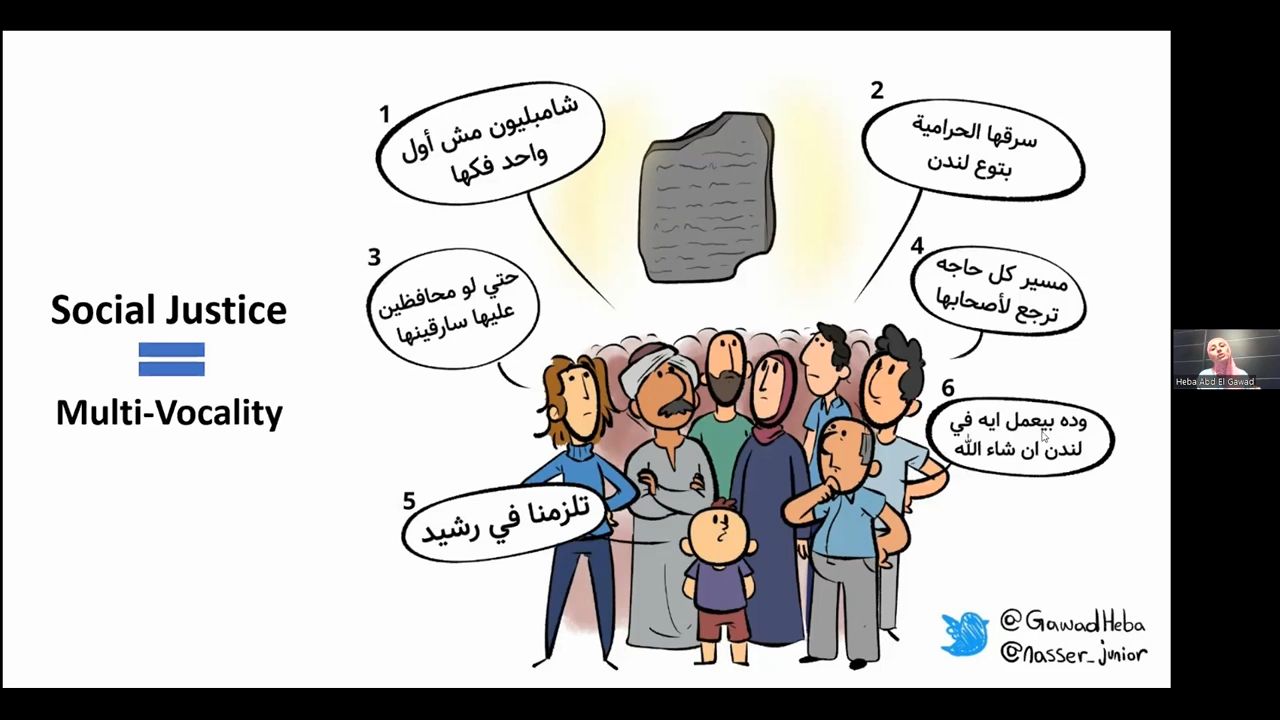 Social Justice
=
Multi-Vocality
1
شامبليون مش أول
واحد فكها
2
سرقها الحرامية
بتوع لندن
3
حتي لو محافظين
عليها سارقينها
4
مسير كل حاجه
ترجع لأصحابها
5
تلزمنا في رشيد
6
وده بيعمل ايه في
لندن ان شاء الله
@GawadHeba
@nasser_junior
Heba Abd El Gawad